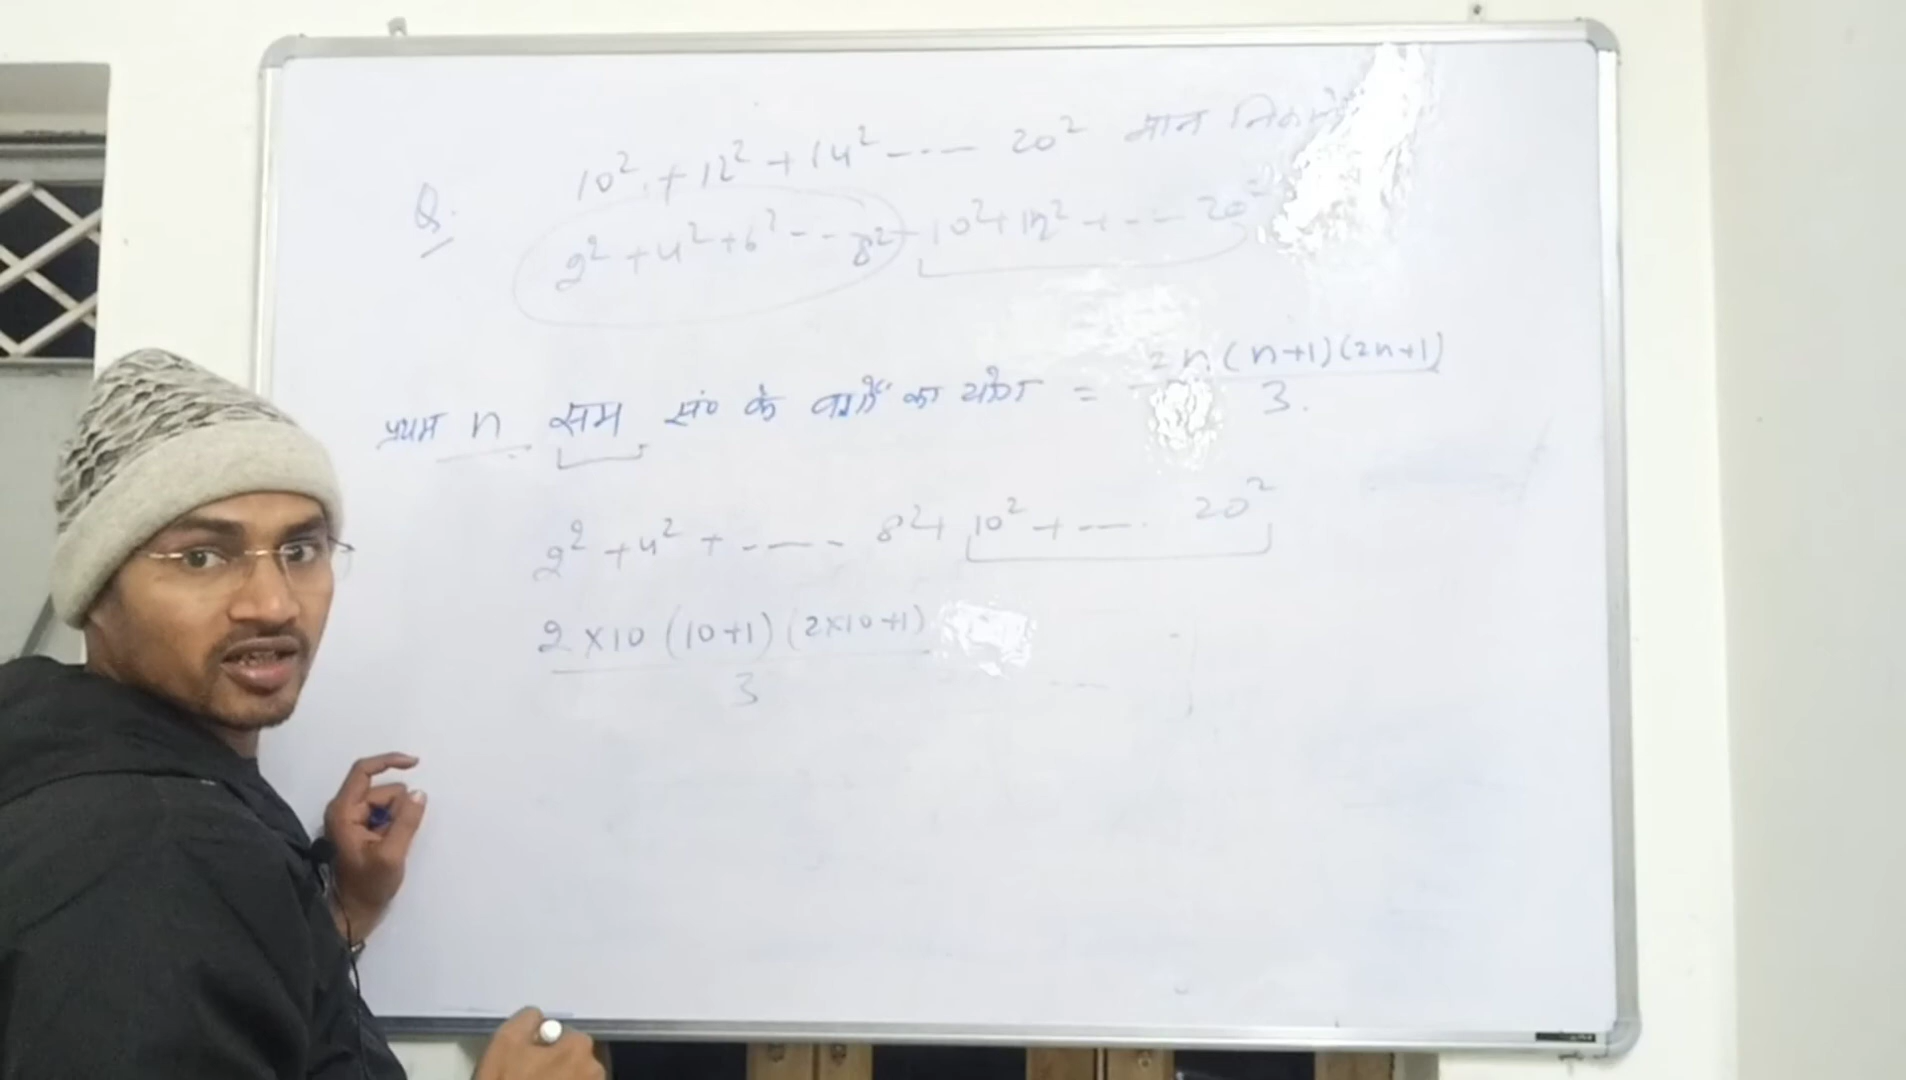 Q. 10² + 12² + 14² ---- 20² मान
2² + 4² + 6² --- 8² + 10² + 12² + --- 20²
प्रथम n सम सं० के वर्गों का योग = 2n(n+1)(2n+1)/3.
2² + 4² + ----- 8² + 10² + ---- 20²
2×10(10+1)(2×10+1)/3